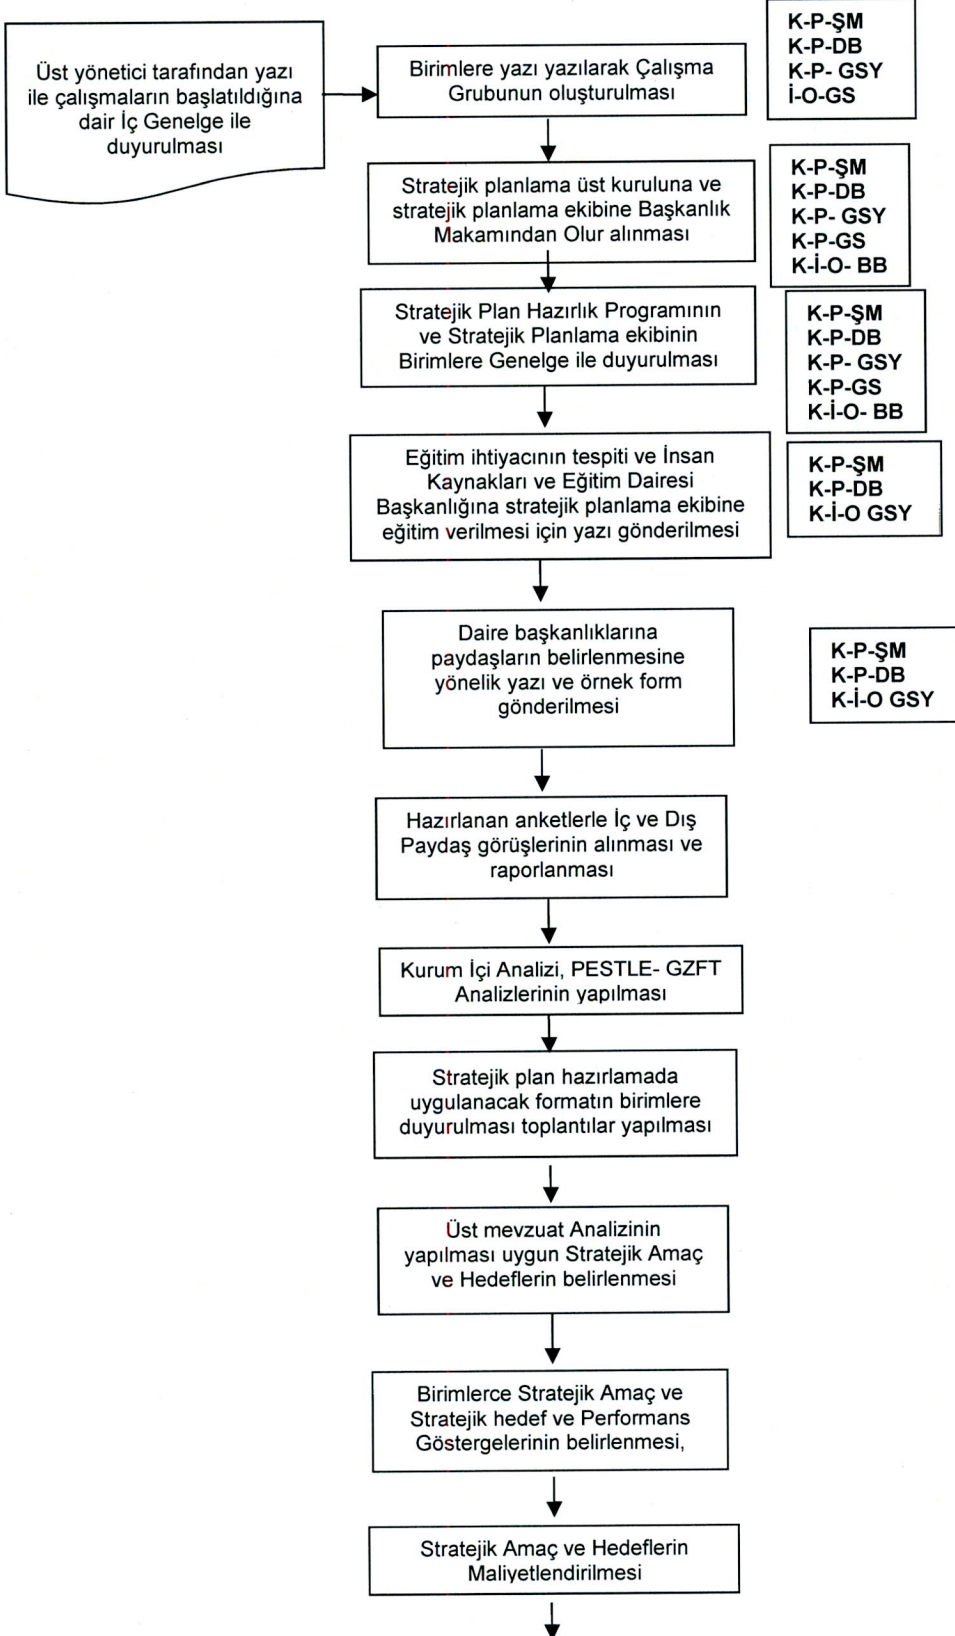 Üst yönetici tarafından yazı
ile çalışmaların başlatıldığına
dair İç Genelge ile
duyurulması
Birimlere yazı yazılarak Çalışma
Grubunun oluşturulması
K-P-ŞM
K-P-DB
K-P- GSY
İ-O-GS
Stratejik planlama üst kuruluna ve
stratejik planlama ekibine Başkanlık
Makamından Olur alınması
K-P-ŞM
K-P-DB
K-P- GSY
K-P-GS
K-İ-O- BB
Stratejik Plan Hazırlık Programının
ve Stratejik Planlama ekibinin
Birimlere Genelge ile duyurulması
K-P-ŞM
K-P-DB
K-P- GSY
K-P-GS
K-İ-O- BB
Eğitim ihtiyacının tespiti ve İnsan
Kaynakları ve Eğitim Dairesi
Başkanlığına stratejik planlama ekibine
eğitim verilmesi için yazı gönderilmesi
K-P-ŞM
K-P-DB
K-İ-O GSY
Daire başkanlıklarına
paydaşların belirlenmesine
yönelik yazı ve örnek form
gönderilmesi
K-P-ŞM
K-P-DB
K-İ-O GSY
Hazırlanan anketlerle İç ve Dış
Paydaş görüşlerinin alınması ve
raporlanması
Kurum İçi Analizi, PESTLE- GZFT
Analizlerinin yapılması
Stratejik plan hazırlamada
uygulanacak formatın birimlere
duyurulması toplantılar yapılması
Üst mevzuat Analizinin
yapılması uygun Stratejik Amaç
ve Hedeflerin belirlenmesi
Birimlerce Stratejik Amaç ve
Stratejik hedef ve Performans
Göstergelerinin belirlenmesi,
Stratejik Amaç ve Hedeflerin
Maliyetlendirilmesi